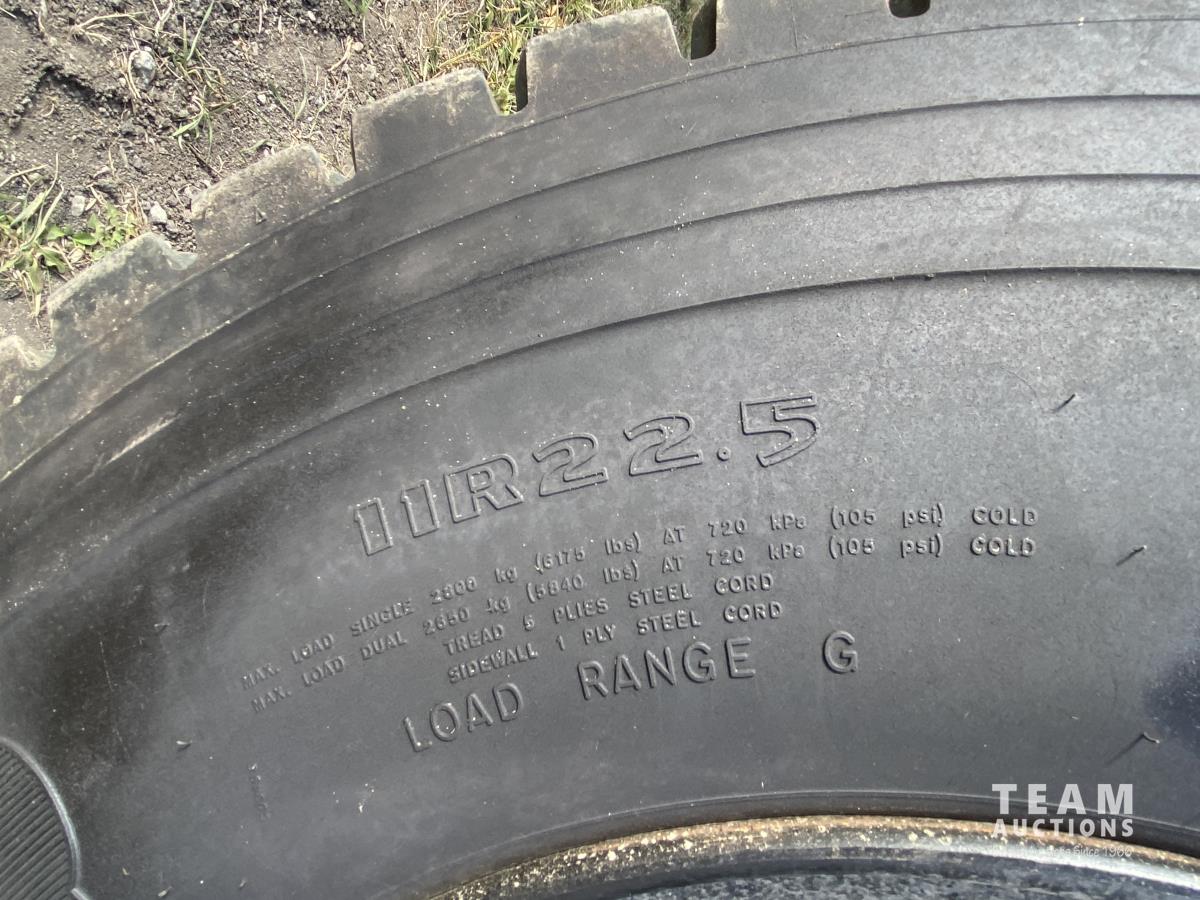 11R22.5
MAX. LOAD SINGLE 2800 kg (6175 lbs) AT 720 kPa (105 psi) COLD
MAX. LOAD DUAL 2650 kg (5840 lbs) AT 720 kPa (105 psi) COLD
TREAD 5 PLIES STEEL CORD
SIDEWALL 1 PLY STEEL CORD
LOAD RANGE G
TEAM
AUCTIONS
Since 1960